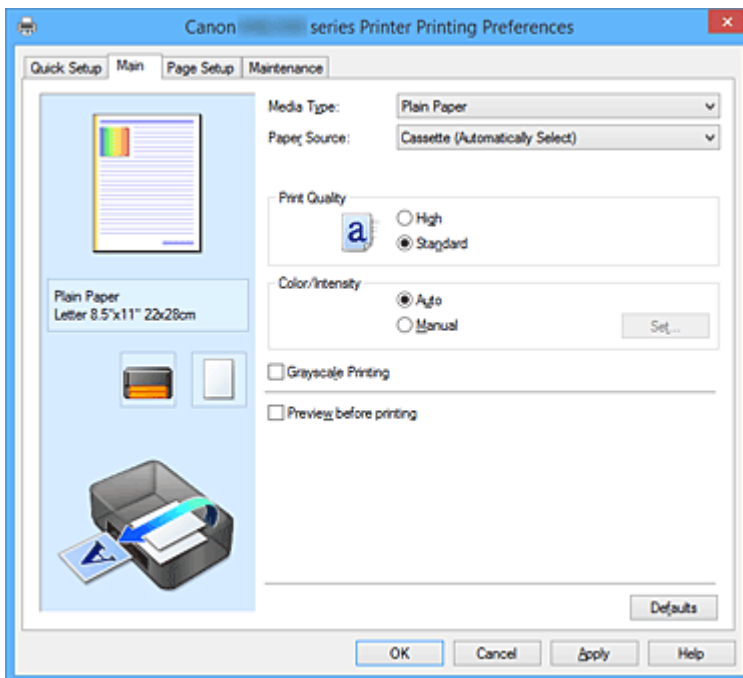 Canon series Printer Printing Preferences
Quick Setup Main Page Setup Maintenance
Media Type: Plain Paper
Paper Source: Cassette (Automatically Select)
Print Quality
a
High
Standard
Plain Paper
Letter 8.5"x11" 22x28cm
Color/Intensity
Auto
Manual
Set...
Grayscale Printing
Preview before printing
A
Defaults
OK Cancel Apply Help